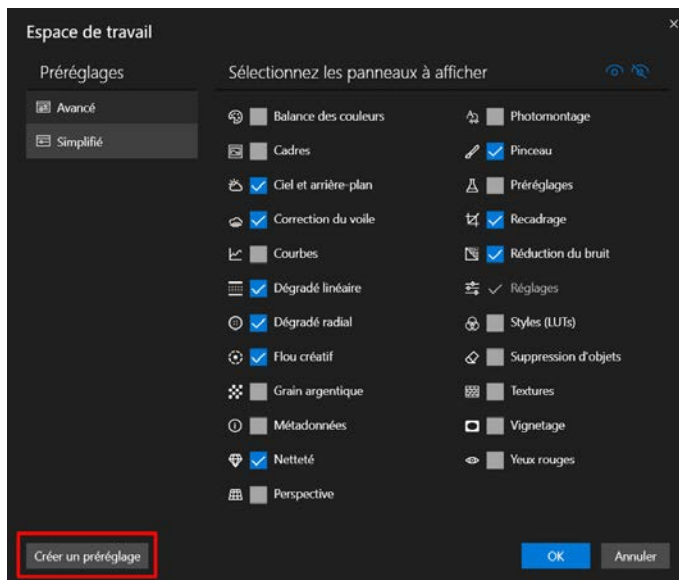 Espace de travail
Préréglages
Sélectionnez les panneaux à afficher
Avancé
Simplifié
Balance des couleurs
Cadres
Ciel et arrière-plan
Correction du voile
Courbes
Dégradé linéaire
Dégradé radial
Flou créatif
Grain argentique
Métadonnées
Netteté
Perspective
Photomontage
Pinceau
Préréglages
Recadrage
Réduction du bruit
Réglages
Styles (LUTs)
Suppression d'objets
Textures
Vignetage
Yeux rouges
Créer un préréglage
OK
Annuler